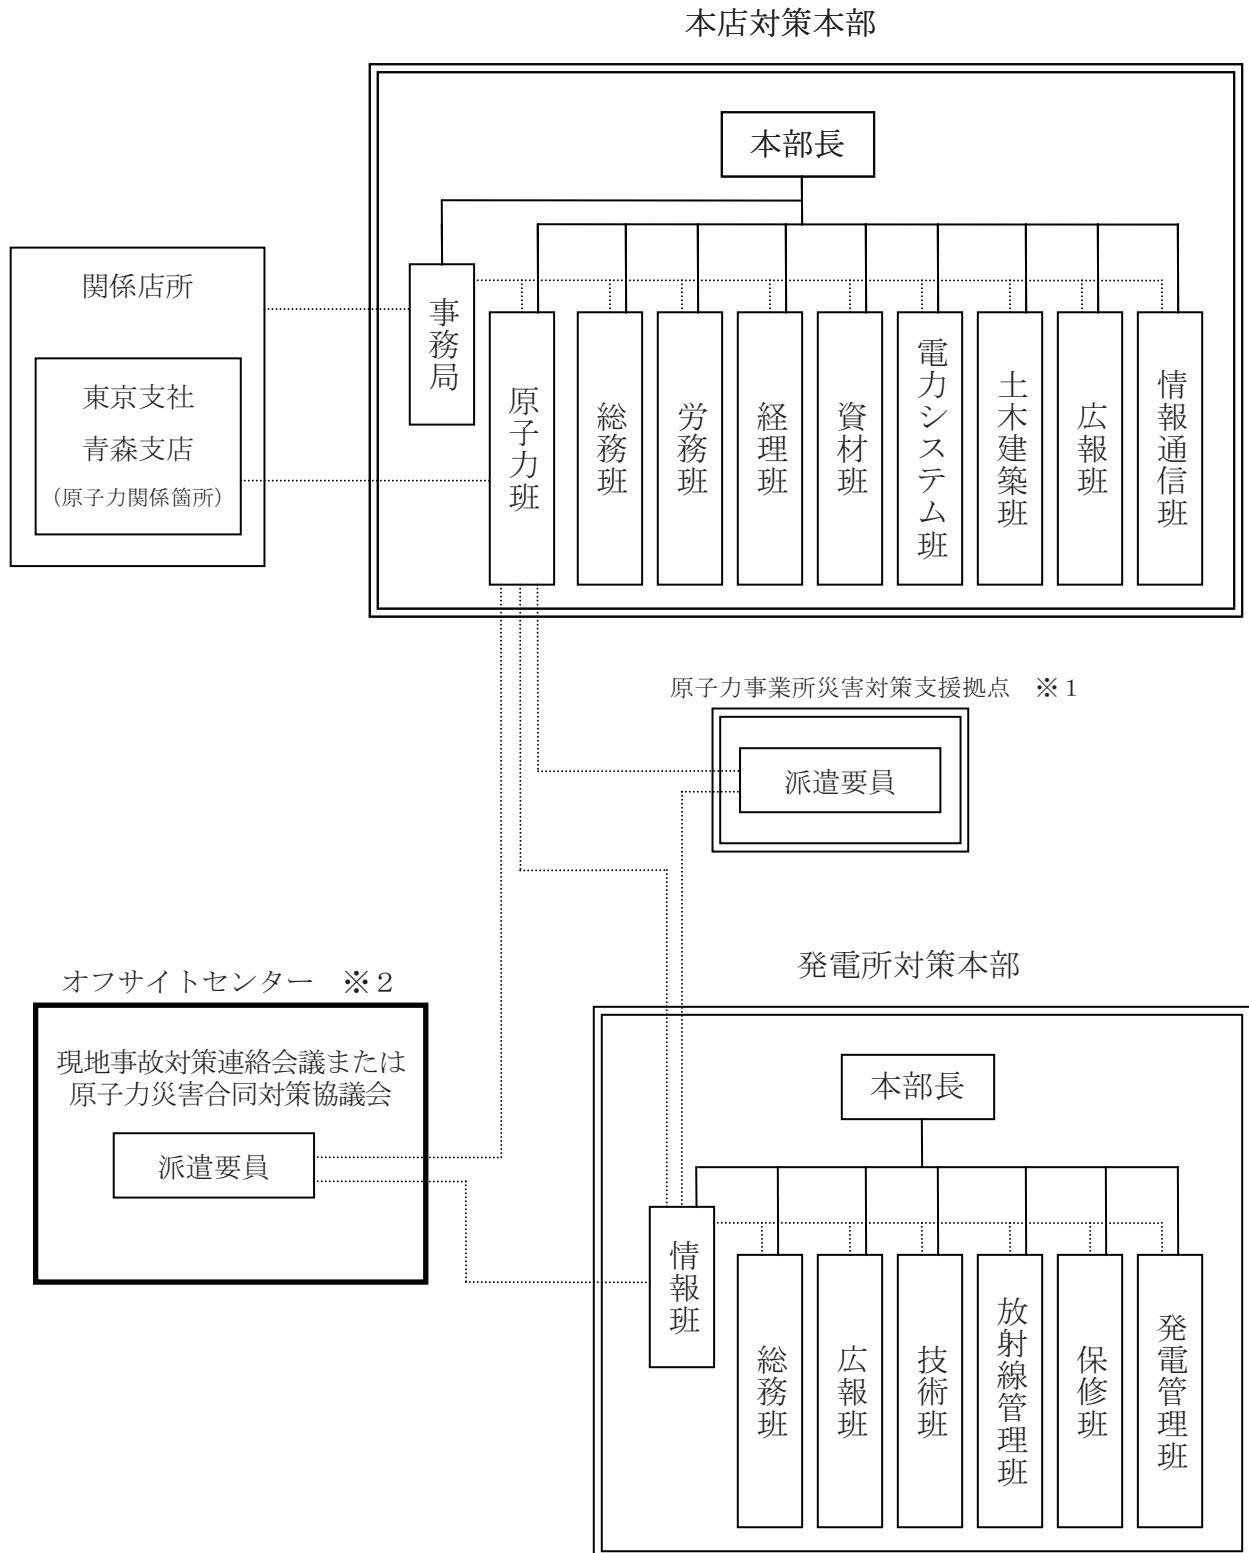 本店対策本部
本部長
関係店所
東京支社
青森支店
(原子力関係箇所)
事務局
原子力班
総務班
労務班
経理班
資材班
電力システム班
土木建築班
広報班
情報通信班
原子力事業所災害対策支援拠点　※1
派遣要員
オフサイトセンター　※2
現地事故対策連絡会議または
原子力災害合同対策協議会
派遣要員
発電所対策本部
本部長
情報班
総務班
広報班
技術班
放射線管理班
保修班
発電管理班